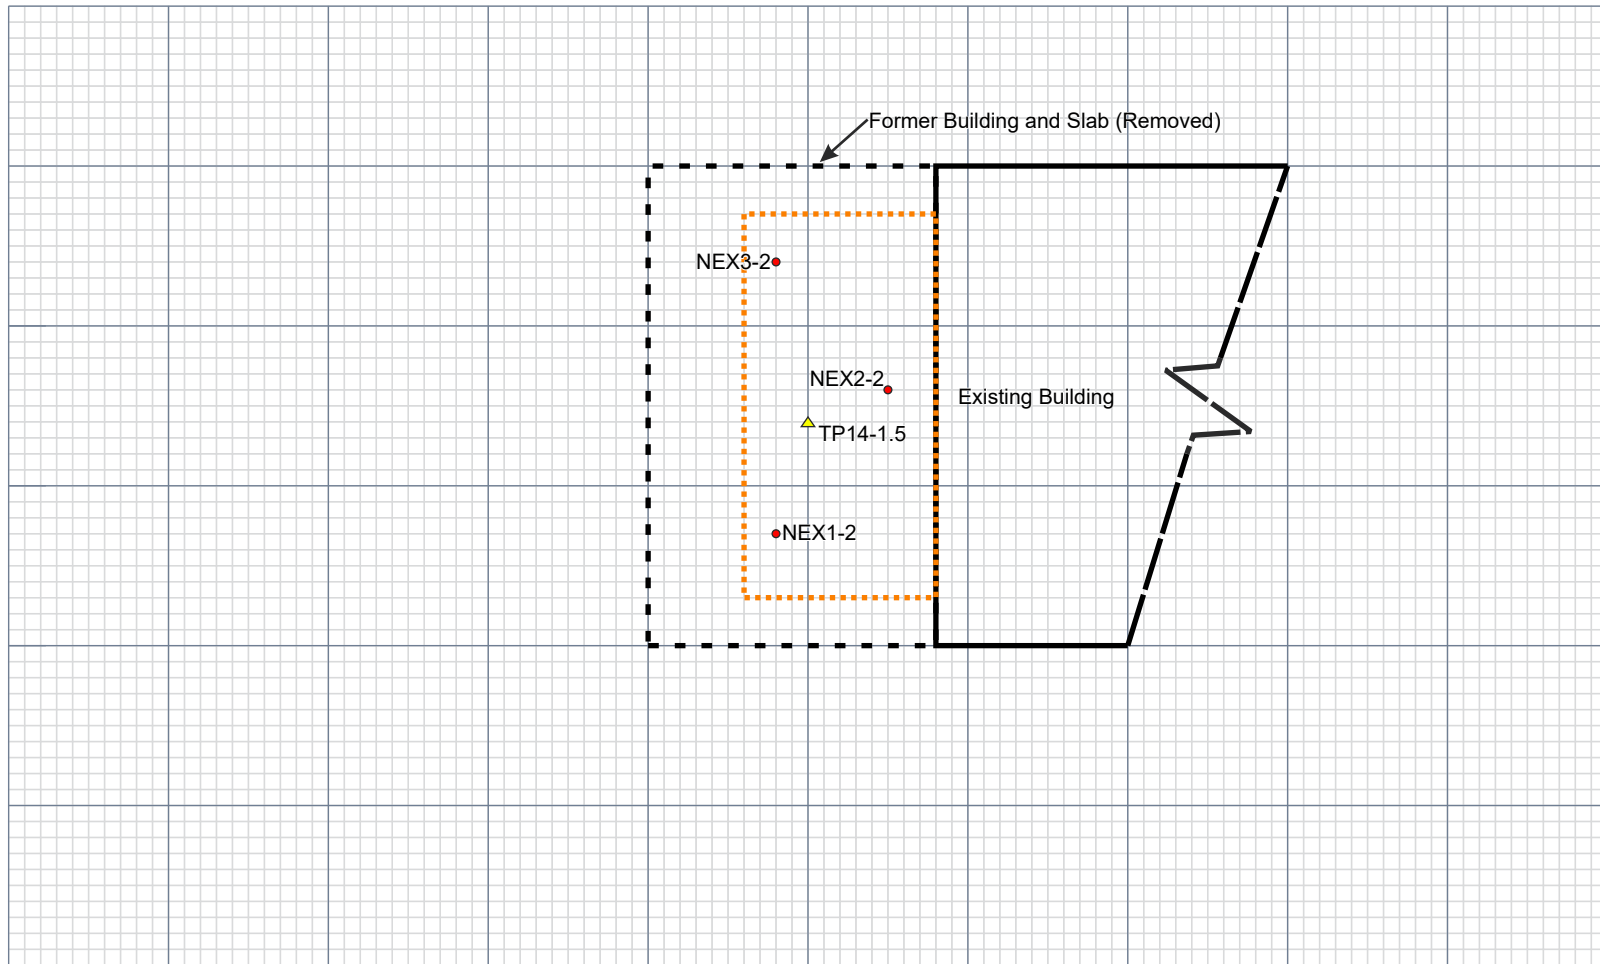 Former Building and Slab (Removed)
NEX3-2
NEX2-2
Existing Building
TP14-1.5
NEX1-2